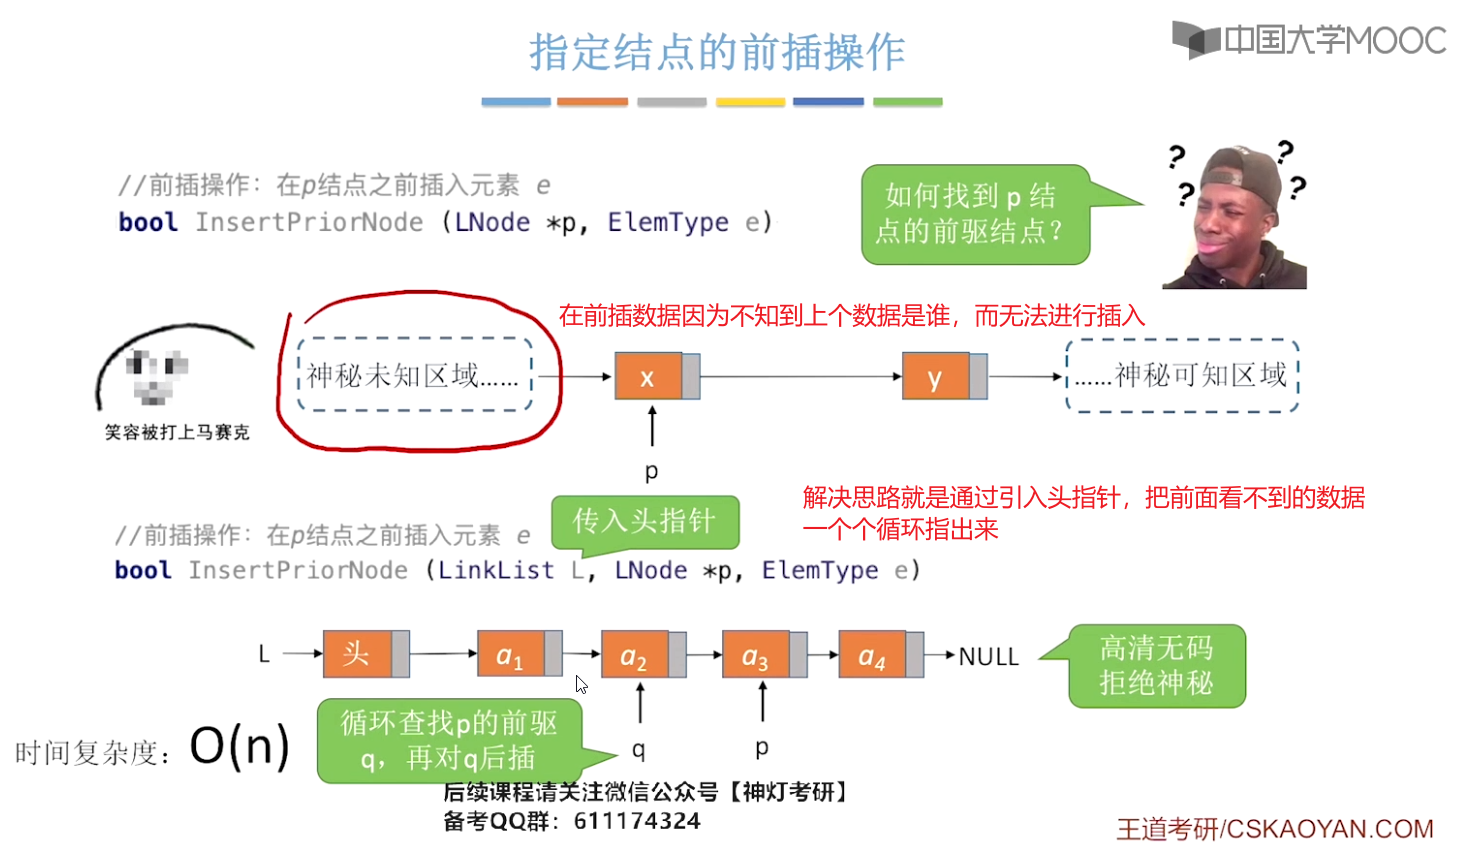 指定结点的前插操作
中国大学MOOC
//前插操作：在p结点之前插入元素 e
bool InsertPriorNode (LNode *p, ElemType e)
如何找到 p 结
点的前驱结点？
? ? ? ?
在前插数据因为不知到上个数据是谁，而无法进行插入
神秘未知区域......
x
y
......神秘可知区域
笑容被打上马赛克
p
解决思路就是通过引入头指针，把前面看不到的数据
一个个循环指出来
传入头指针
//前插操作：在p结点之前插入元素 e
bool InsertPriorNode (LinkList L, LNode *p, ElemType e)
L
头
a1
a2
a3
a4
NULL
高清无码
拒绝神秘
循环查找p的前驱
q，再对q后插
q
p
时间复杂度：O(n)
后续课程请关注微信公众号【神灯考研】
备考QQ群：611174324
王道考研/CSKAOYAN.COM